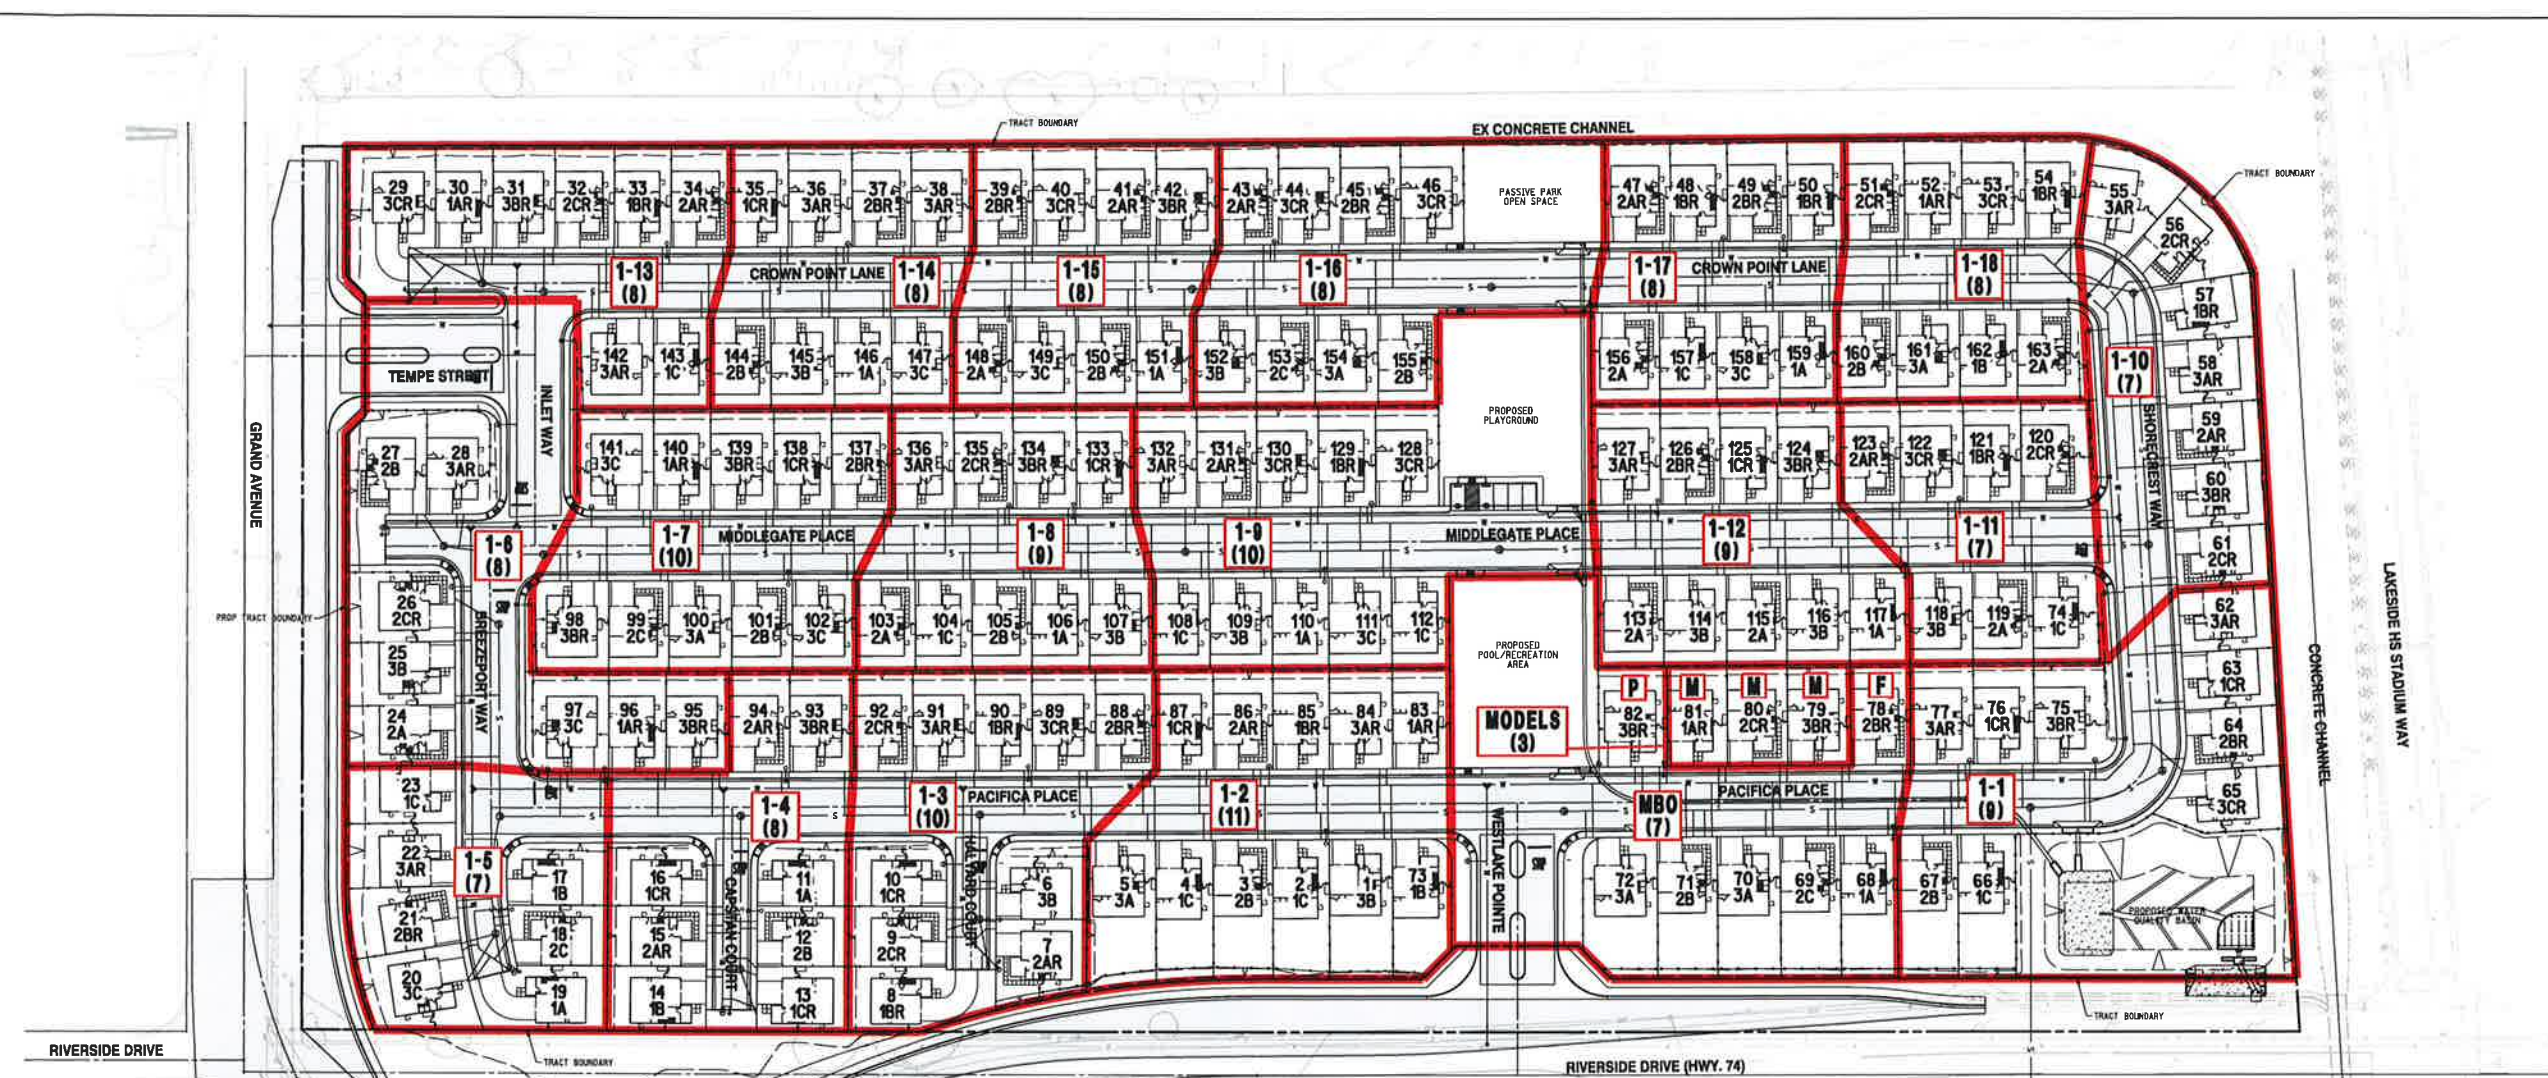 TRACT BOUNDARY
EX CONCRETE CHANNEL
TRACT BOUNDARY
29
3CR
30
1AR
31
3BR
32
2CR
33
1BR
34
2AR
35
1CR
36
3AR
37
2BR
38
3AR
39
2BR
40
3CR
41
2AR
42
3BR
43
2AR
44
3CR
45
2BR
46
3CR
PASSIVE PARK
OPEN SPACE
47
2AR
48
1BR
49
2BR
50
1BR
51
2CR
52
1AR
53
3CR
54
1BR
55
3AR
56
2CR
57
1BR
58
3AR
59
2AR
60
3BR
61
2CR
62
3AR
63
1CR
64
2BR
65
3CR
1-13
(8)
CROWN POINT LANE
1-14
(8)
1-15
(8)
1-16
(8)
1-17
(8)
CROWN POINT LANE
1-18
(8)
142
3AR
143
1C
144
2B
145
3B
146
1A
147
3C
148
2A
149
3C
150
2B
151
1A
152
3B
153
2C
154
3A
155
2B
156
2A
157
1C
158
3C
159
1A
160
2B
161
3A
162
1B
163
2A
1-10
(7)
TEMPE STREET
INLET WAY
GRAND AVENUE
PROPOSED
PLAYGROUND
SHORECREST WAY
27
2B
28
3AR
141
3C
140
1AR
139
3BR
138
1CR
137
2BR
136
3AR
135
2CR
134
3BR
133
1CR
132
3AR
131
2AR
130
3CR
129
1BR
128
3CR
127
3AR
126
2BR
125
1CR
124
3BR
123
2AR
122
3CR
121
1BR
120
2CR
1-6
(8)
1-7
(10)
MIDDLEGATE PLACE
1-8
(9)
1-9
(10)
MIDDLEGATE PLACE
1-12
(9)
1-11
(7)
PROP TRACT BOUNDARY
BREEZEPORT WAY
26
2CR
25
3B
24
2A
23
1C
22
3AR
21
2BR
20
3C
98
3BR
99
2C
100
3A
101
2B
102
3C
103
2A
104
1C
105
2B
106
1A
107
3B
108
1C
109
3B
110
1A
111
3C
112
1C
PROPOSED
POOL/RECREATION
AREA
113
2A
114
3B
115
2A
116
3B
117
1A
118
3B
119
2A
74
1C
97
3C
96
1AR
95
3BR
94
2AR
93
3BR
92
2CR
91
3AR
90
1BR
89
3CR
88
2BR
87
1CR
86
2AR
85
1BR
84
3AR
83
1AR
MODELS
(3)
P
M
M
M
F
82
3BR
81
1AR
80
2CR
79
3BR
78
2BR
77
3AR
76
1CR
75
3BR
1-5
(7)
1-4
(8)
1-3
(10)
PACIFICA PLACE
1-2
(11)
WESTLAKE POINTE
MBO
(7)
PACIFICA PLACE
1-1
(9)
17
1B
18
2C
19
1A
16
1CR
15
2AR
14
1B
CAPSTAN COURT
11
1A
12
2B
13
1CR
10
1CR
9
2CR
8
1BR
HALYARD COURT
6
3B
7
2AR
5
3A
4
1C
3
2B
2
1C
1
3B
73
1B
72
3A
71
2B
70
3A
69
2C
68
1A
67
2B
66
1C
PROPOSED WATER
QUALITY BASIN
CONCRETE CHANNEL
LAKESIDE HS STADIUM WAY
TRACT BOUNDARY
RIVERSIDE DRIVE
TRACT BOUNDARY
RIVERSIDE DRIVE (HWY. 74)